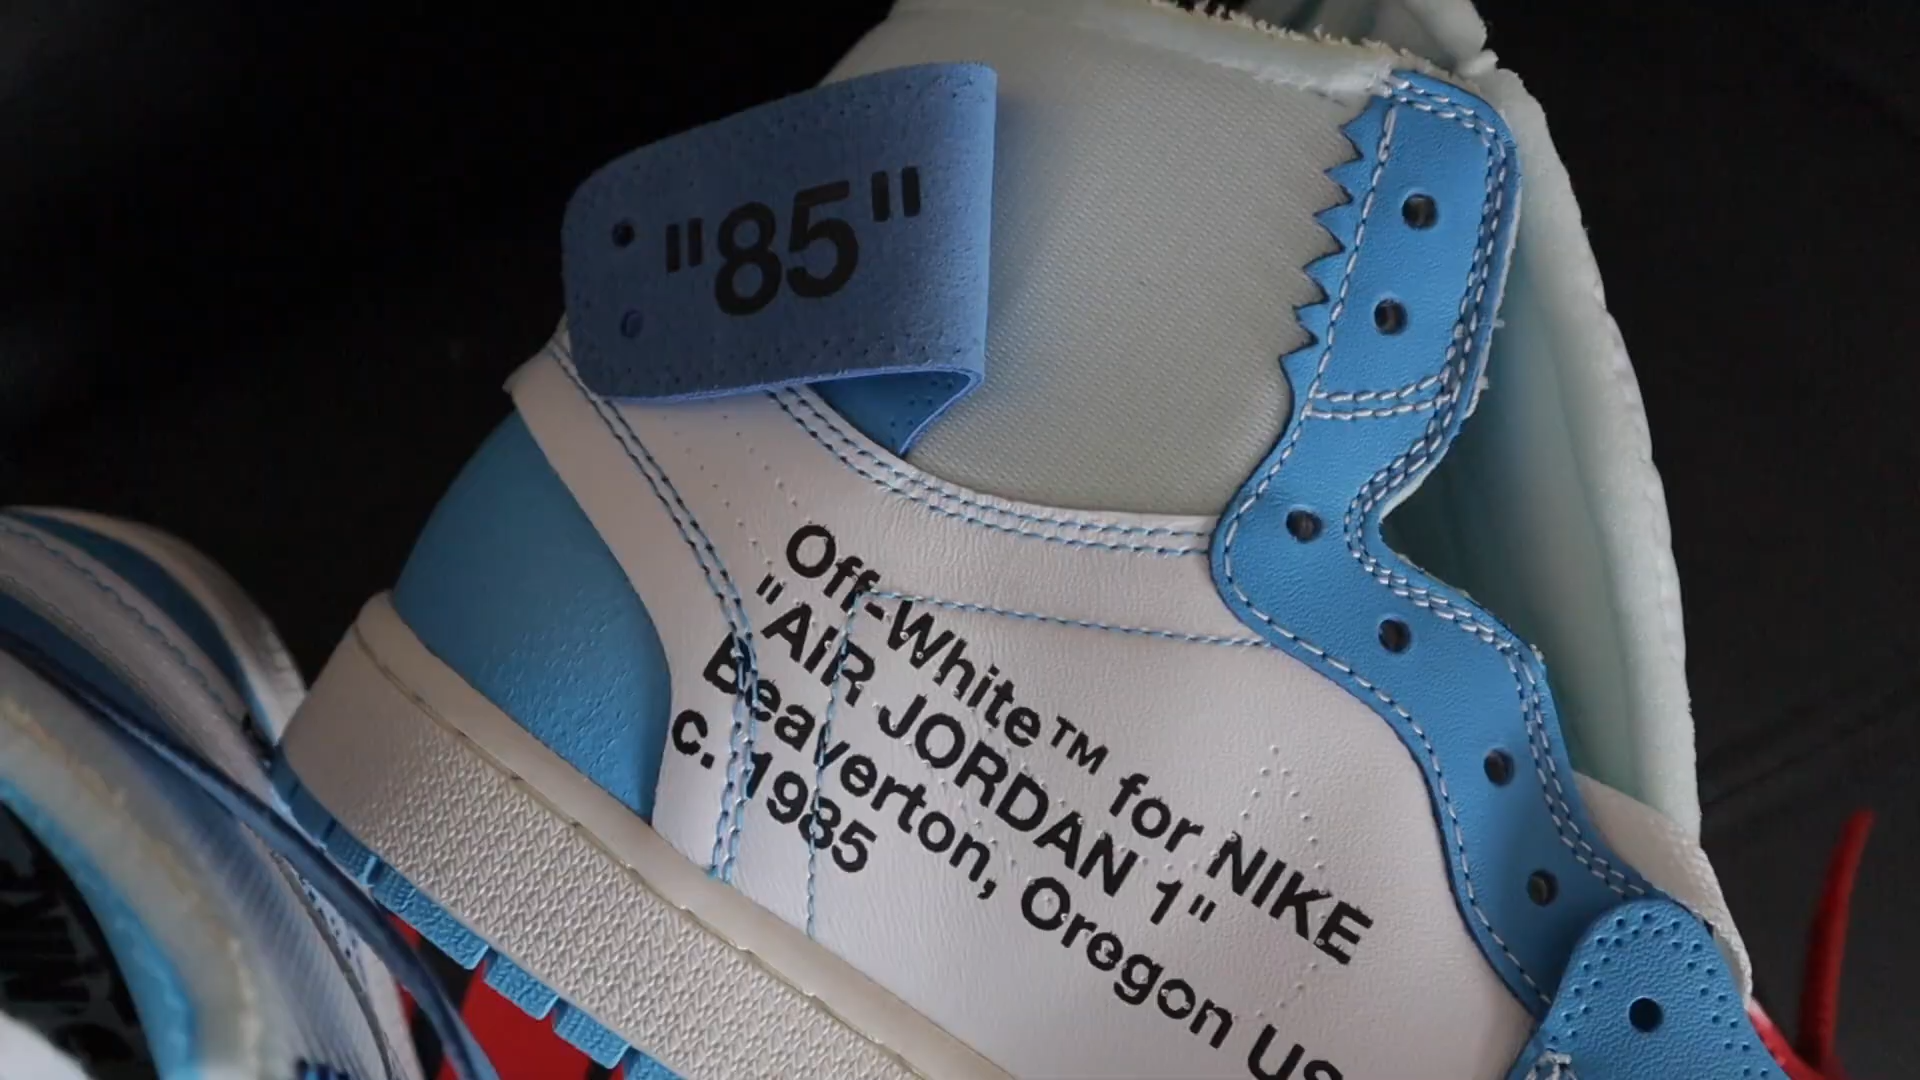 "85"
Off-White™ for NIKE
"AIR JORDAN 1"
Beaverton, Oregon US
c. 1985